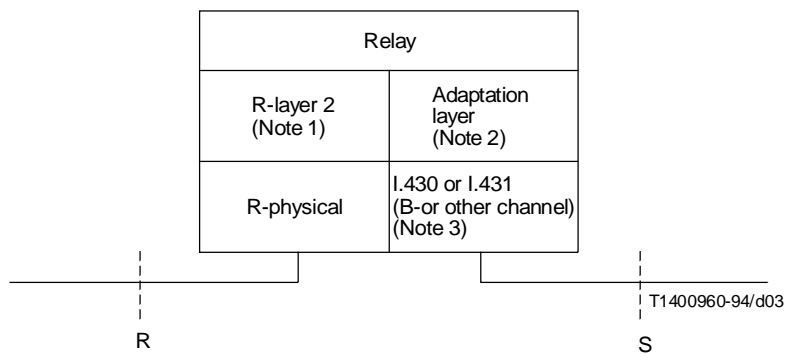 Relay
R-layer 2
(Note 1)
Adaptation
layer
(Note 2)
R-physical
I.430 or I.431
(B-or other channel)
(Note 3)
T1400960-94/d03
R
S